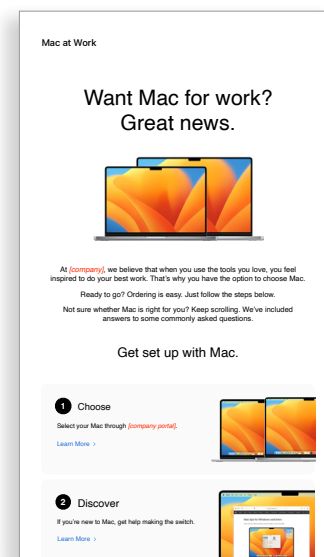 Mac at Work
Want Mac for work?
Great news.
At [company], we believe that when you use the tools you love, you feel
inspired to do your best work. That's why you have the option to choose Mac.
Ready to go? Ordering is easy. Just follow the steps below.
Not sure whether Mac is right for you? Keep scrolling. We've included
answers to some commonly asked questions.
Get set up with Mac.
1 Choose
Select your Mac through [company portal].
Learn More >
2 Discover
If you're new to Mac, get help making the switch.
Learn More >